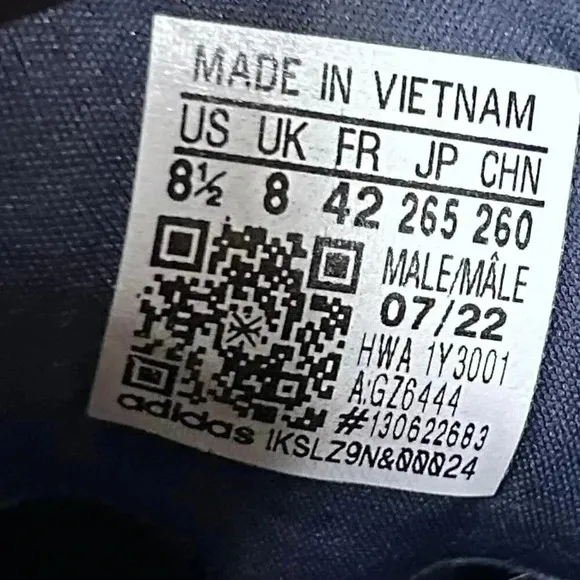 MADE IN VIETNAM
US UK FR JP CHN
8½ 8 42 265 260
MALE/MÂLE
07/22
HWA 1Y3001
A:GZ6444
#130622683
adidas 1KSLZ9N&00024